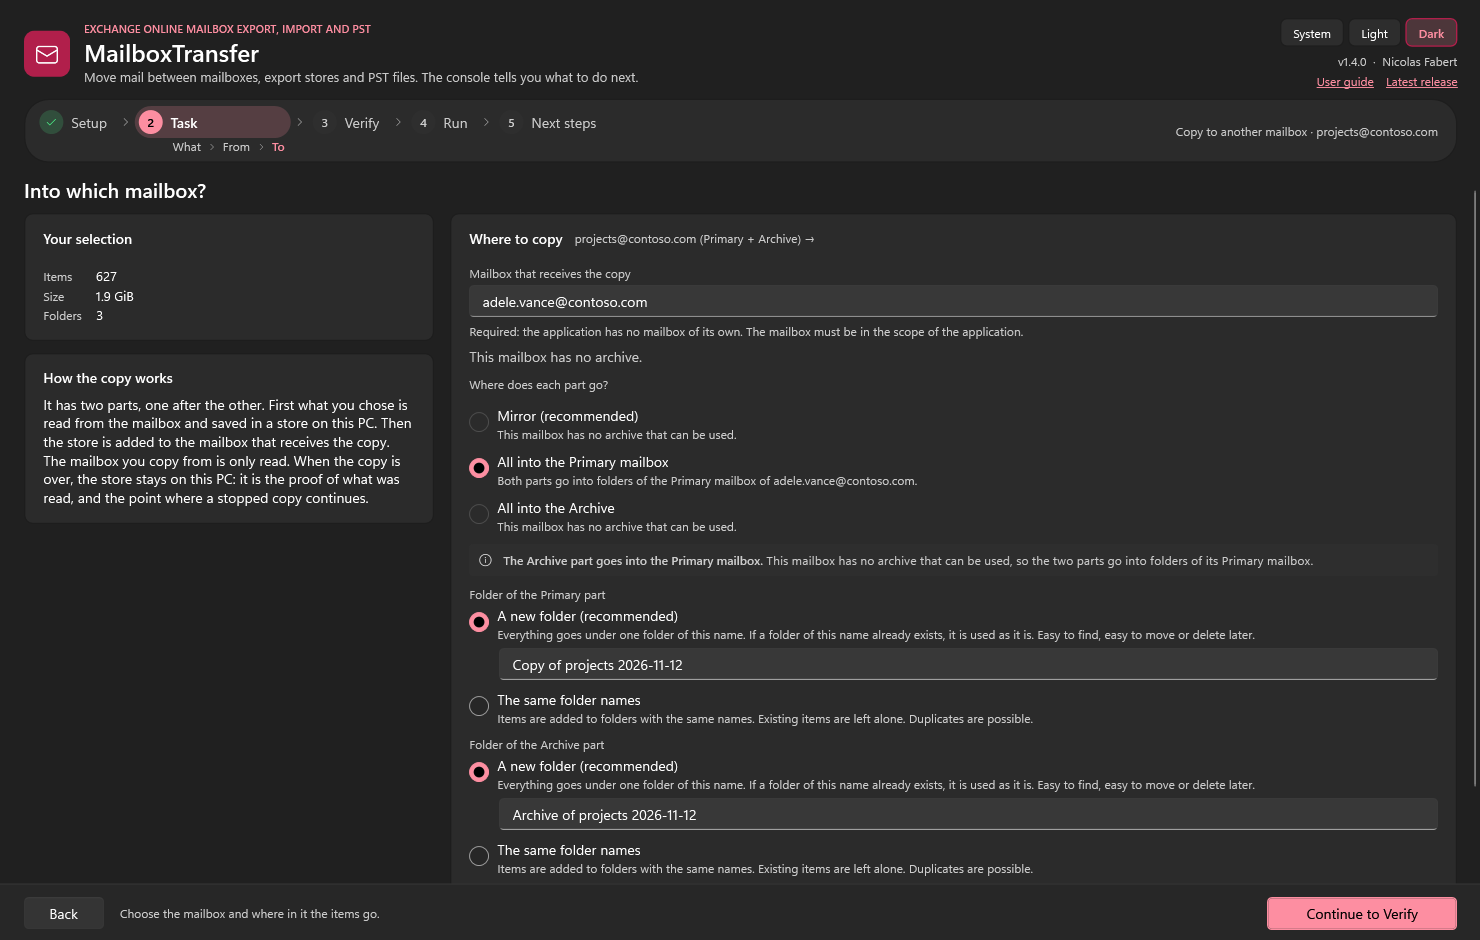 EXCHANGE ONLINE MAILBOX EXPORT, IMPORT AND PST
MailboxTransfer
Move mail between mailboxes, export stores and PST files. The console tells you what to do next.
System
Light
Dark
v1.4.0 · Nicolas Fabert
User guide
Latest release
Setup
2 Task
3 Verify
4 Run
5 Next steps
What > From > To
Copy to another mailbox · projects@contoso.com
Into which mailbox?
Your selection
Items 627
Size 1.9 GiB
Folders 3
How the copy works
It has two parts, one after the other. First what you chose is
read from the mailbox and saved in a store on this PC. Then
the store is added to the mailbox that receives the copy.
The mailbox you copy from is only read. When the copy is
over, the store stays on this PC: it is the proof of what was
read, and the point where a stopped copy continues.
Where to copy projects@contoso.com (Primary + Archive) →
Mailbox that receives the copy
adele.vance@contoso.com
Required: the application has no mailbox of its own. The mailbox must be in the scope of the application.
This mailbox has no archive.
Where does each part go?
Mirror (recommended)
This mailbox has no archive that can be used.
All into the Primary mailbox
Both parts go into folders of the Primary mailbox of adele.vance@contoso.com.
All into the Archive
This mailbox has no archive that can be used.
The Archive part goes into the Primary mailbox. This mailbox has no archive that can be used, so the two parts go into folders of its Primary mailbox.
Folder of the Primary part
A new folder (recommended)
Everything goes under one folder of this name. If a folder of this name already exists, it is used as it is. Easy to find, easy to move or delete later.
Copy of projects 2026-11-12
The same folder names
Items are added to folders with the same names. Existing items are left alone. Duplicates are possible.
Folder of the Archive part
A new folder (recommended)
Everything goes under one folder of this name. If a folder of this name already exists, it is used as it is. Easy to find, easy to move or delete later.
Archive of projects 2026-11-12
The same folder names
Items are added to folders with the same names. Existing items are left alone. Duplicates are possible.
Back
Choose the mailbox and where in it the items go.
Continue to Verify